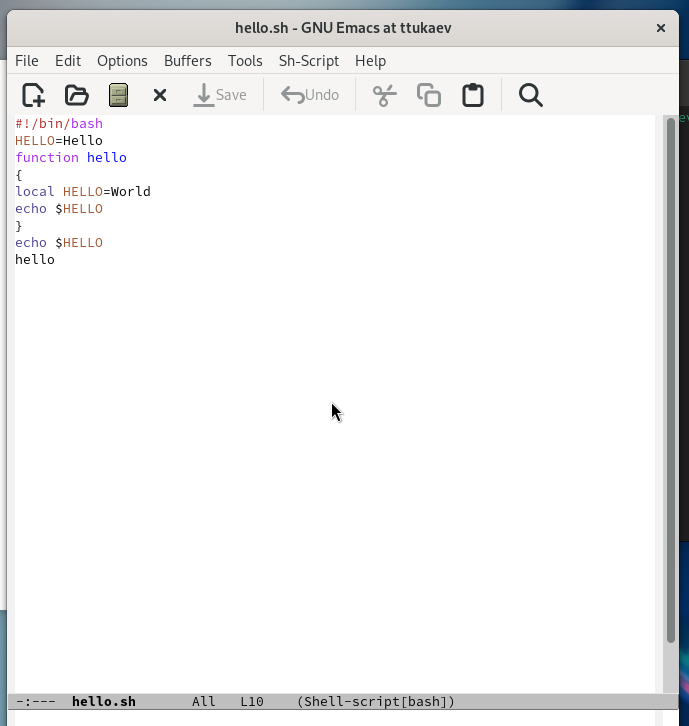 hello.sh - GNU Emacs at ttukaev
File Edit Options Buffers Tools Sh-Script Help
Save Undo
#!/bin/bash
HELLO=Hello
function hello
{
local HELLO=World
echo $HELLO
}
echo $HELLO
hello
-:--- hello.sh All L10 (Shell-script[bash])